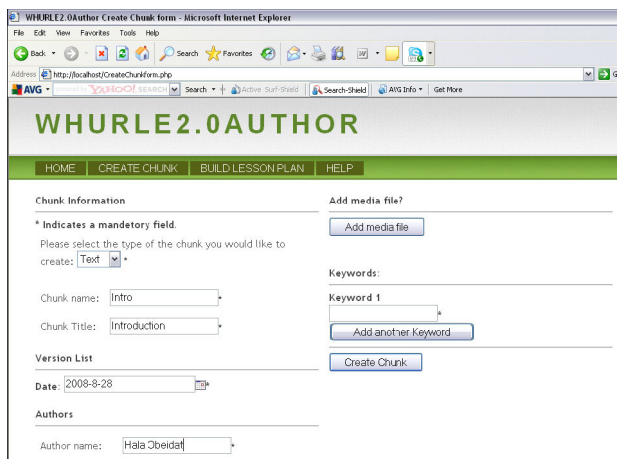 WHURLE2.0Author Create Chunk form - Microsoft Internet Explorer
File Edit View Favorites Tools Help
Back Search Favorites
Address http://localhost/CreateChunkform.php
AVG YAHOO! SEARCH Search Active Surf-Shield Search-Shield AVG Info Get More
WHURLE2.0AUTHOR
HOME CREATE CHUNK BUILD LESSON PLAN HELP
Chunk Information
* Indicates a mandetory field.
Please select the type of the chunk you would like to
create: Text *
Chunk name: Intro *
Chunk Title: Introduction *
Version List
Date: 2008-8-28 *
Authors
Author name: Hala Obeidat *
Add media file?
Add media file
Keywords:
Keyword 1
*
Add another Keyword
Create Chunk